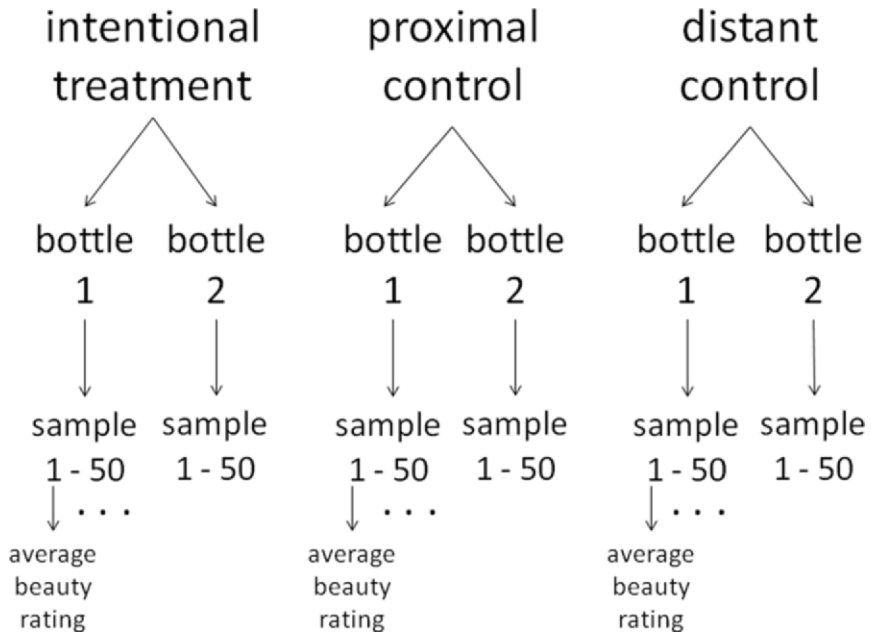 intentional treatment
proximal control
distant control
bottle 1
bottle 2
bottle 1
bottle 2
bottle 1
bottle 2
sample 1 - 50
sample 1 - 50
sample 1 - 50
sample 1 - 50
sample 1 - 50
sample 1 - 50
. . .
. . .
. . .
average beauty rating
average beauty rating
average beauty rating